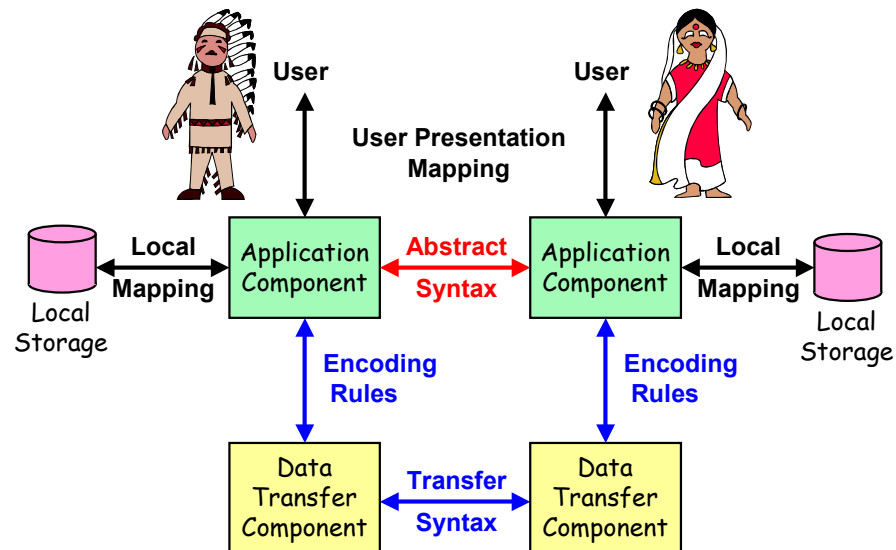 User
User
User Presentation
Mapping
Local
Mapping
Application
Component
Abstract
Syntax
Application
Component
Local
Mapping
Local
Storage
Local
Storage
Encoding
Rules
Encoding
Rules
Data
Transfer
Component
Transfer
Syntax
Data
Transfer
Component